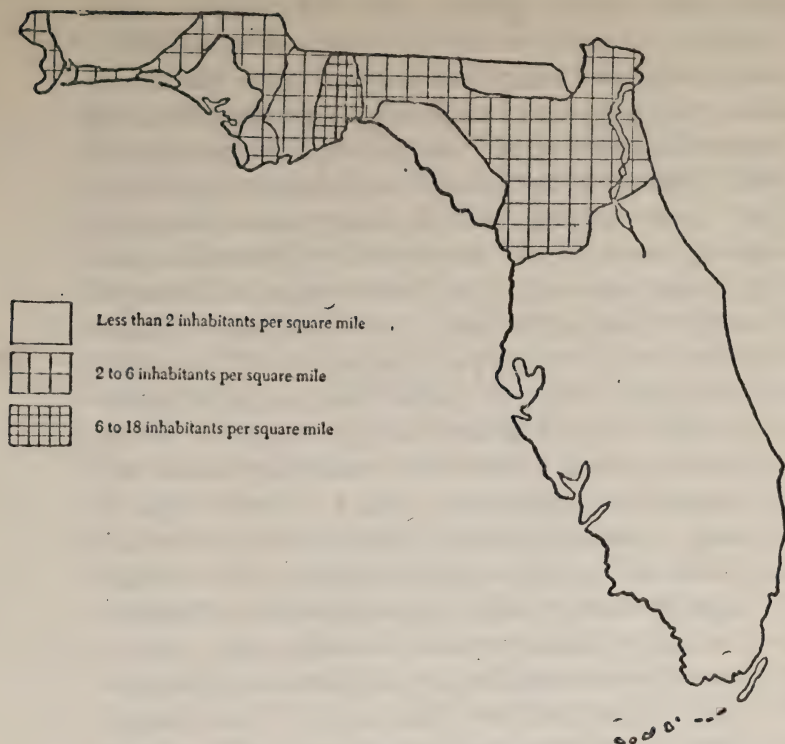 Less than 2 inhabitants per square mile
2 to 6 inhabitants per square mile
6 to 18 inhabitants per square mile